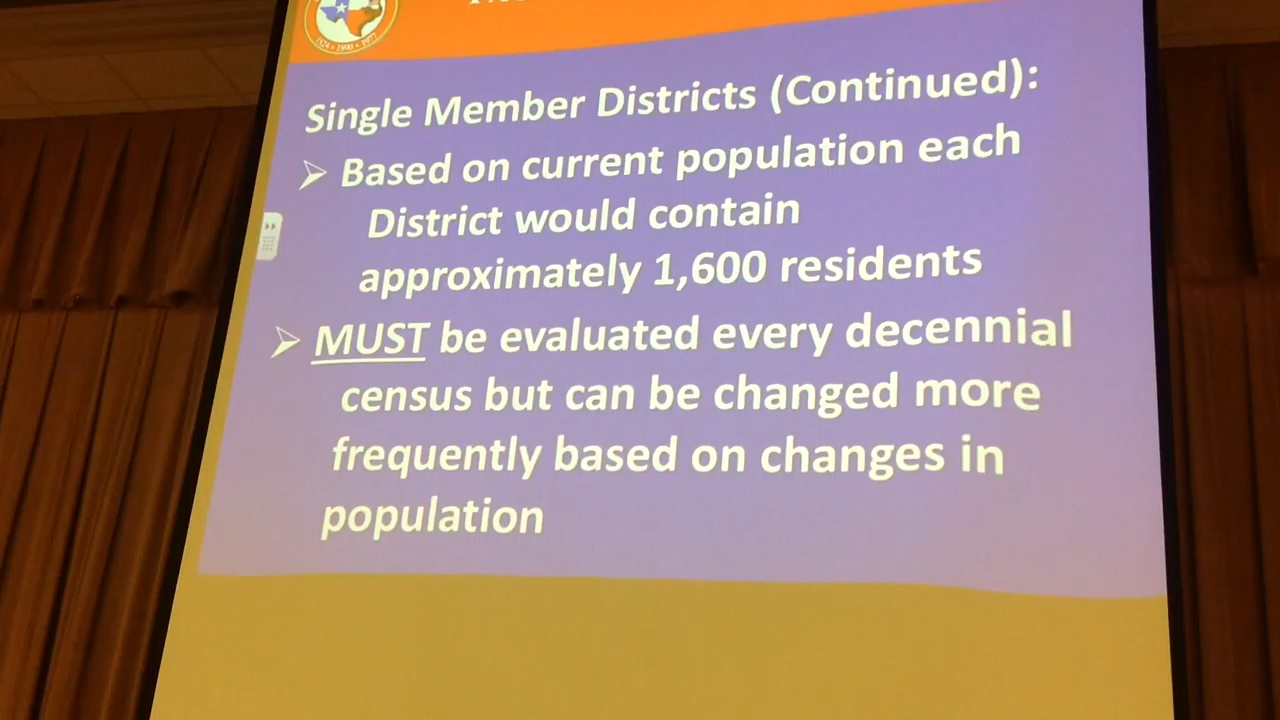 Single Member Districts (Continued):
Based on current population each
District would contain
approximately 1,600 residents
MUST be evaluated every decennial
census but can be changed more
frequently based on changes in
population